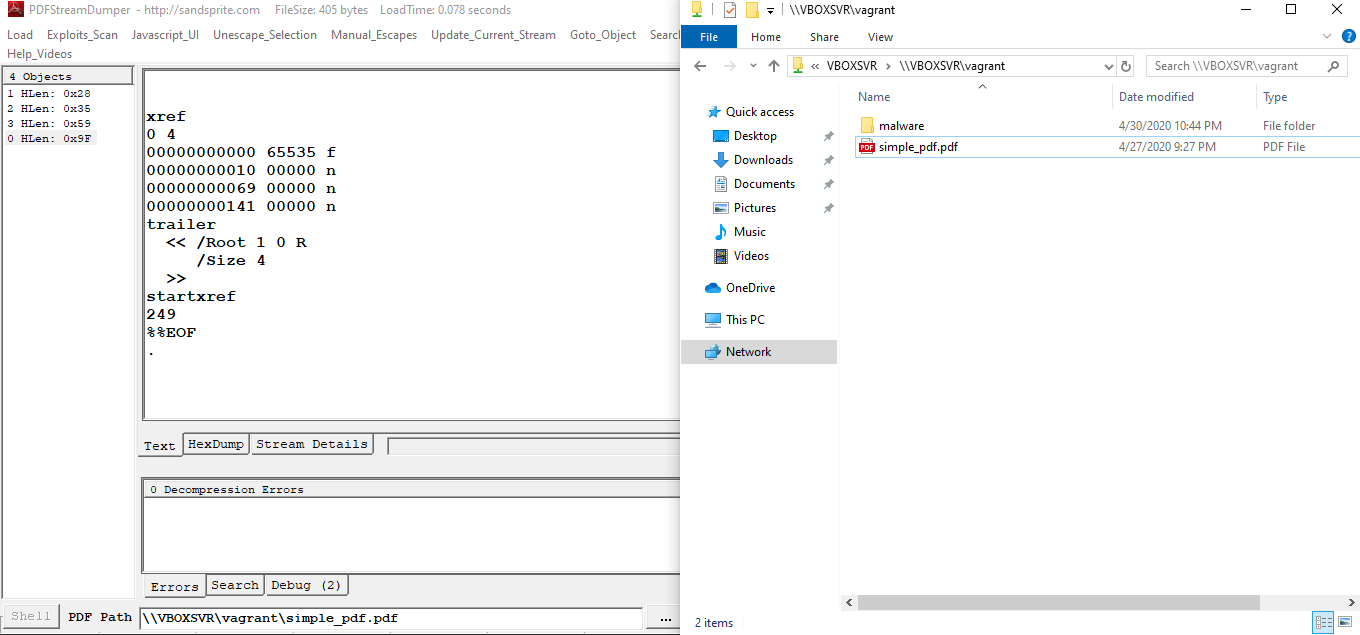 PDFStreamDumper - http://sandsprite.com FileSize: 405 bytes LoadTime: 0.078 seconds
Load Exploits_Scan Javascript_UI Unescape_Selection Manual_Escapes Update_Current_Stream Goto_Object Searc
Help_Videos
4 Objects
1 HLen: 0x28
2 HLen: 0x35
3 HLen: 0x59
0 HLen: 0x9F
xref
0 4
00000000000 65535 f
00000000010 00000 n
00000000069 00000 n
00000000141 00000 n
trailer
<< /Root 1 0 R
/Size 4
>>
startxref
249
%%EOF
.
Text HexDump Stream Details
0 Decompression Errors
Errors Search Debug (2)
Shell PDF Path \\VBOXSVR\vagrant\simple_pdf.pdf ...
\\VBOXSVR\vagrant
File Home Share View
« VBOXSVR > \\VBOXSVR\vagrant Search \\VBOXSVR\vagrant
Quick access
Desktop
Downloads
Documents
Pictures
Music
Videos
OneDrive
This PC
Network
Name Date modified Type
malware 4/30/2020 10:44 PM File folder
PDF simple_pdf.pdf 4/27/2020 9:27 PM PDF File
2 items